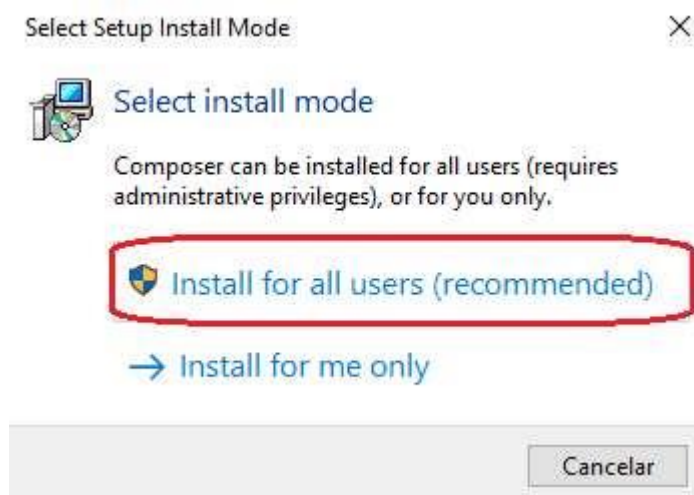 Select Setup Install Mode
Select install mode
Composer can be installed for all users (requires
administrative privileges), or for you only.
Install for all users (recommended)
Install for me only
Cancelar